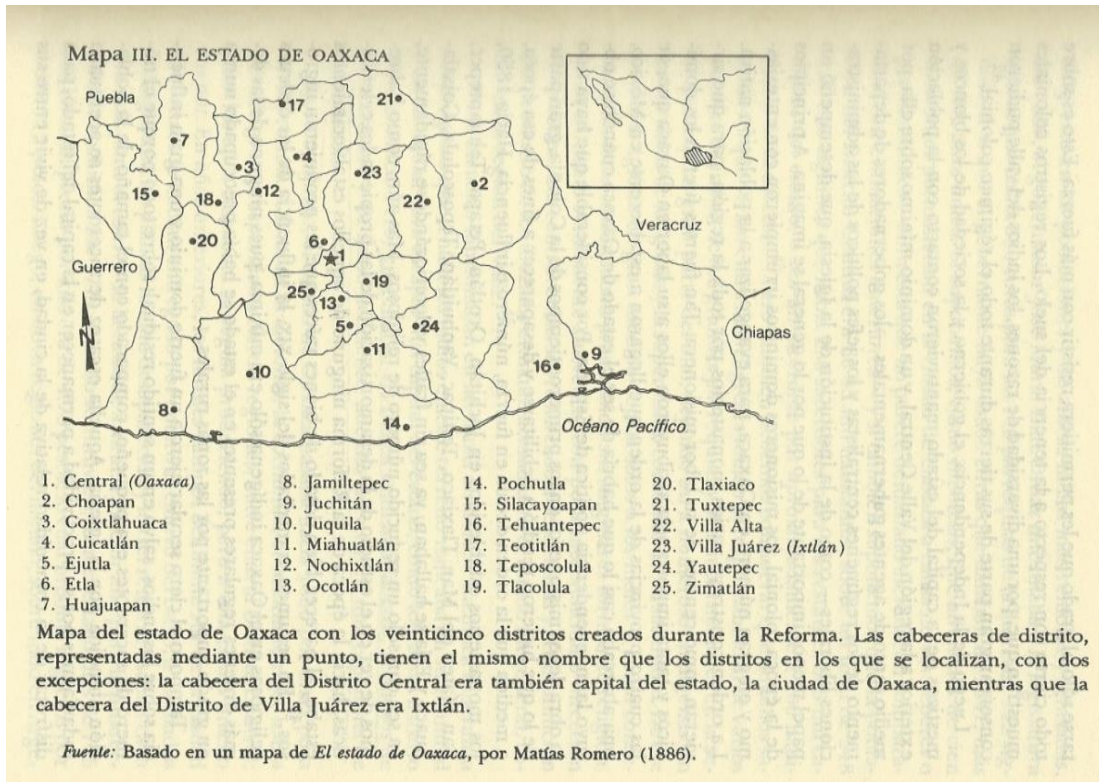 Mapa III. EL ESTADO DE OAXACA
Puebla
17
21
7
4
3
23
2
15
12
18
22
Veracruz
20
6
1
Guerrero
19
25
13
5
24
Chiapas
N
11
9
16
10
8
14
Océano Pacífico
1. Central (Oaxaca)
2. Choapan
3. Coixtlahuaca
4. Cuicatlán
5. Ejutla
6. Etla
7. Huajuapan
8. Jamiltepec
9. Juchitán
10. Juquila
11. Miahuatlán
12. Nochixtlán
13. Ocotlán
14. Pochutla
15. Silacayoapan
16. Tehuantepec
17. Teotitlán
18. Teposcolula
19. Tlacolula
20. Tlaxiaco
21. Tuxtepec
22. Villa Alta
23. Villa Juárez (Ixtlán)
24. Yautepec
25. Zimatlán
Mapa del estado de Oaxaca con los veinticinco distritos creados durante la Reforma. Las cabeceras de distrito,
representadas mediante un punto, tienen el mismo nombre que los distritos en los que se localizan, con dos
excepciones: la cabecera del Distrito Central era también capital del estado, la ciudad de Oaxaca, mientras que la
cabecera del Distrito de Villa Juárez era Ixtlán.
Fuente: Basado en un mapa de El estado de Oaxaca, por Matías Romero (1886).